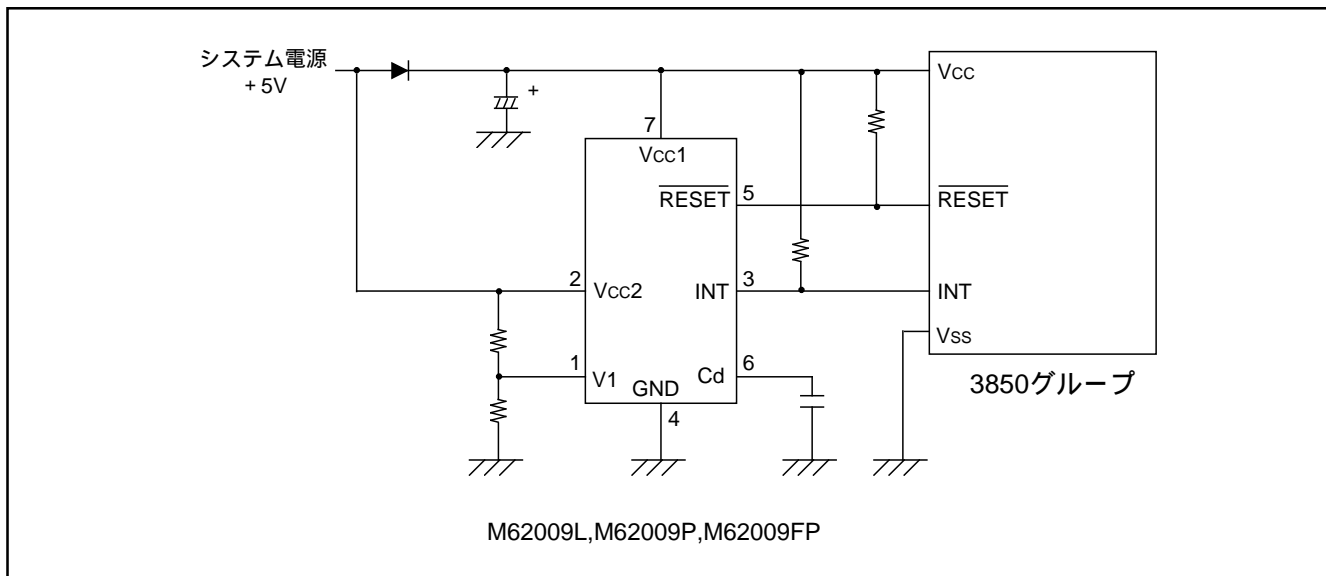 システム電源
+5V
+
7
VCC1
RESET
5
2
VCC2
INT
3
1
V1
GND
Cd
6
4
VCC
RESET
INT
VSS
3850グループ
M62009L,M62009P,M62009FP